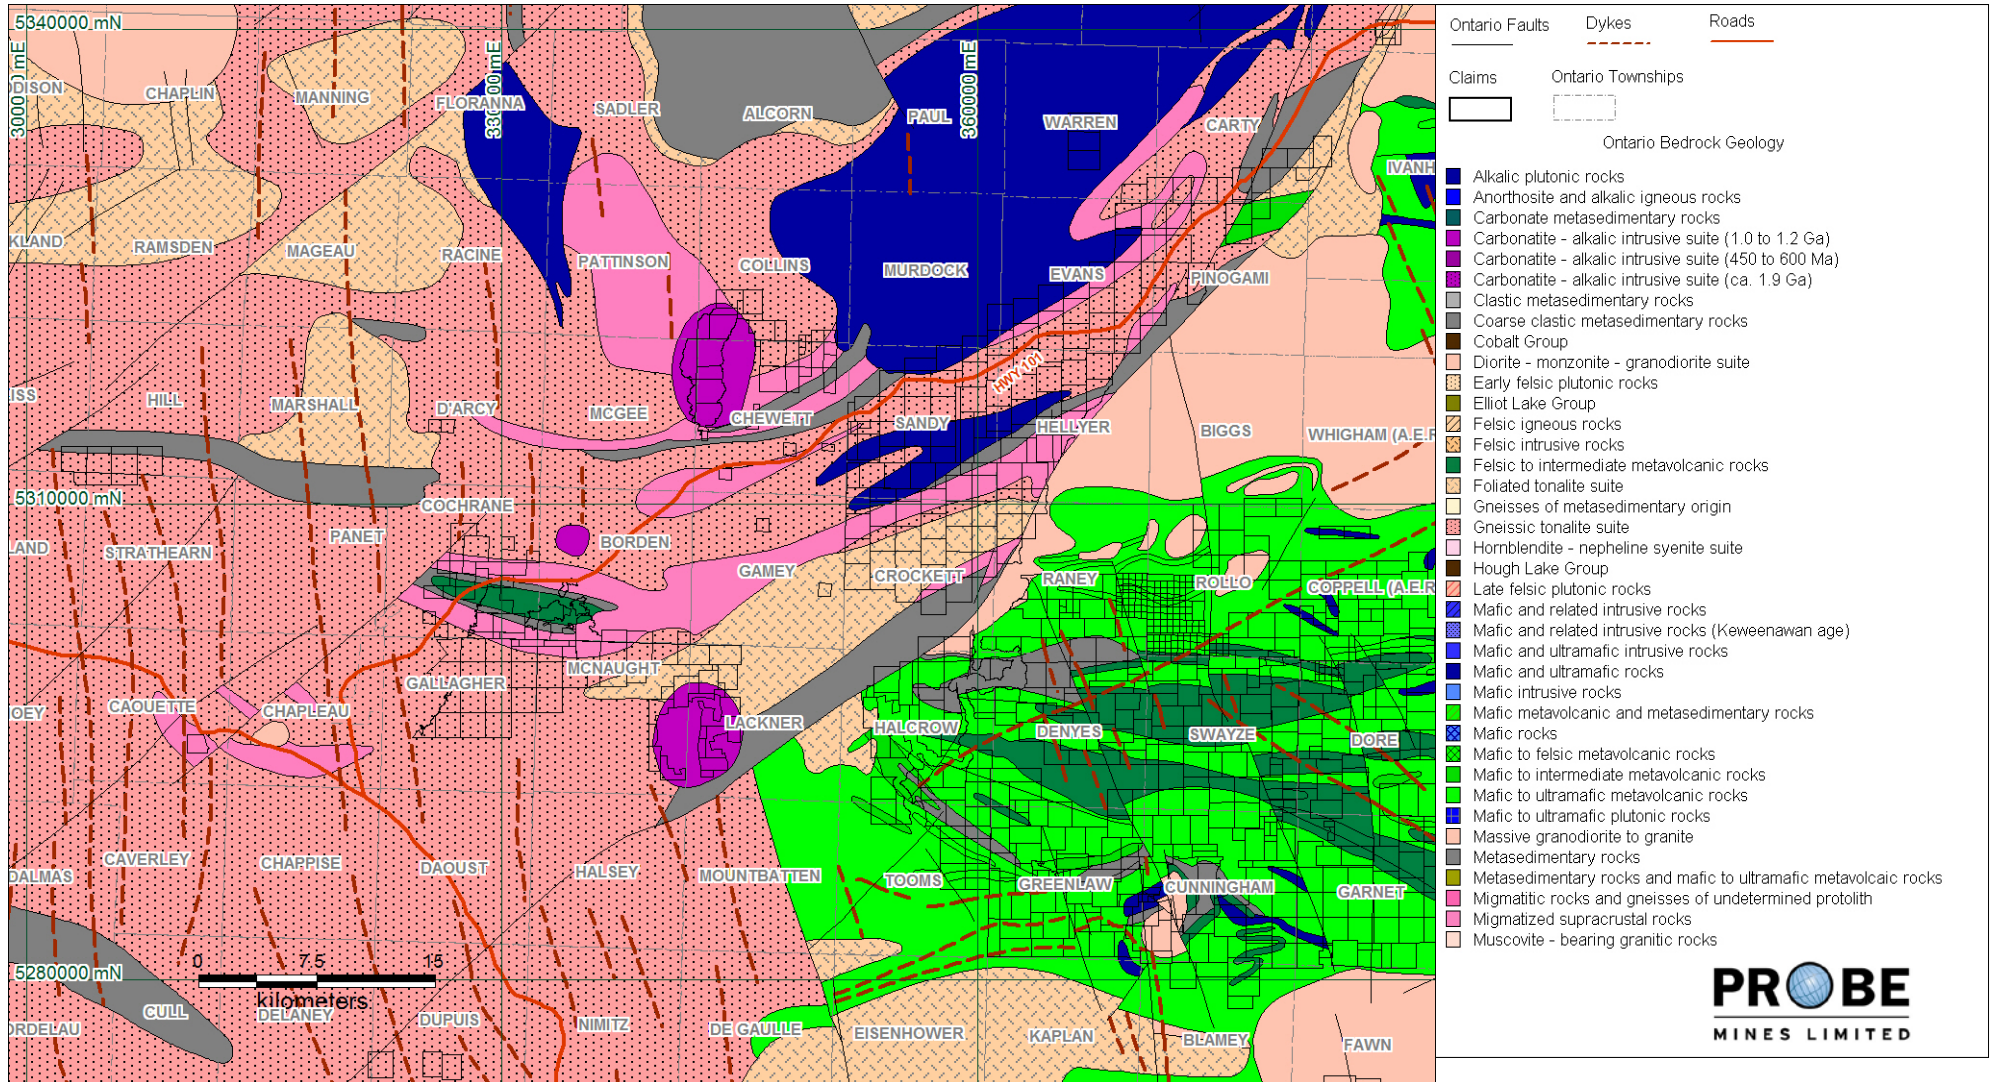 5340000 mN
3000 0 mE
33 000 mE
3600000 mE
DISON
CHAPLIN
MANNING
FLORANNA
SADLER
ALCORN
PAUL
WARREN
CARTY
IVANH
KLAND
RAMSDEN
MAGEAU
RACINE
PATTINSON
COLLINS
MURDOCK
EVANS
PINOGAMI
HWY 101
ISS
HILL
MARSHALL
D'ARCY
MCGEE
CHEWETT
SANDY
HELLYER
BIGGS
WHIGHAM (A.E.R
5310000 mN
LAND
STRATHEARN
PANET
COCHRANE
BORDEN
GAMEY
CROCKETT
RANEY
ROLLO
COPPELL (A.E.R
OEY
CAOUETTE
CHAPLEAU
GALLAGHER
MCNAUGHT
LACKNER
HALCROW
DENYES
SWAYZE
DORE
DALMAS
CAVERLEY
CHAPPISE
DAOUST
HALSEY
MOUNTBATTEN
TOOMS
GREENLAW
CUNNINGHAM
GARNET
5280000 mN
0 7.5 15
kilometers
ORDELAU
CULL
DELANEY
DUPUIS
NIMITZ
DE GAULLE
EISENHOWER
KAPLAN
BLAMEY
FAWN
Ontario Faults
Dykes
Roads
Claims
Ontario Townships
Ontario Bedrock Geology
Alkalic plutonic rocks
Anorthosite and alkalic igneous rocks
Carbonate metasedimentary rocks
Carbonatite - alkalic intrusive suite (1.0 to 1.2 Ga)
Carbonatite - alkalic intrusive suite (450 to 600 Ma)
Carbonatite - alkalic intrusive suite (ca. 1.9 Ga)
Clastic metasedimentary rocks
Coarse clastic metasedimentary rocks
Cobalt Group
Diorite - monzonite - granodiorite suite
Early felsic plutonic rocks
Elliot Lake Group
Felsic igneous rocks
Felsic intrusive rocks
Felsic to intermediate metavolcanic rocks
Foliated tonalite suite
Gneisses of metasedimentary origin
Gneissic tonalite suite
Hornblendite - nepheline syenite suite
Hough Lake Group
Late felsic plutonic rocks
Mafic and related intrusive rocks
Mafic and related intrusive rocks (Keweenawan age)
Mafic and ultramafic intrusive rocks
Mafic and ultramafic rocks
Mafic intrusive rocks
Mafic metavolcanic and metasedimentary rocks
Mafic rocks
Mafic to felsic metavolcanic rocks
Mafic to intermediate metavolcanic rocks
Mafic to ultramafic metavolcanic rocks
Mafic to ultramafic plutonic rocks
Massive granodiorite to granite
Metasedimentary rocks
Metasedimentary rocks and mafic to ultramafic metavolcaic rocks
Migmatitic rocks and gneisses of undetermined protolith
Migmatized supracrustal rocks
Muscovite - bearing granitic rocks
PROBE
MINES LIMITED